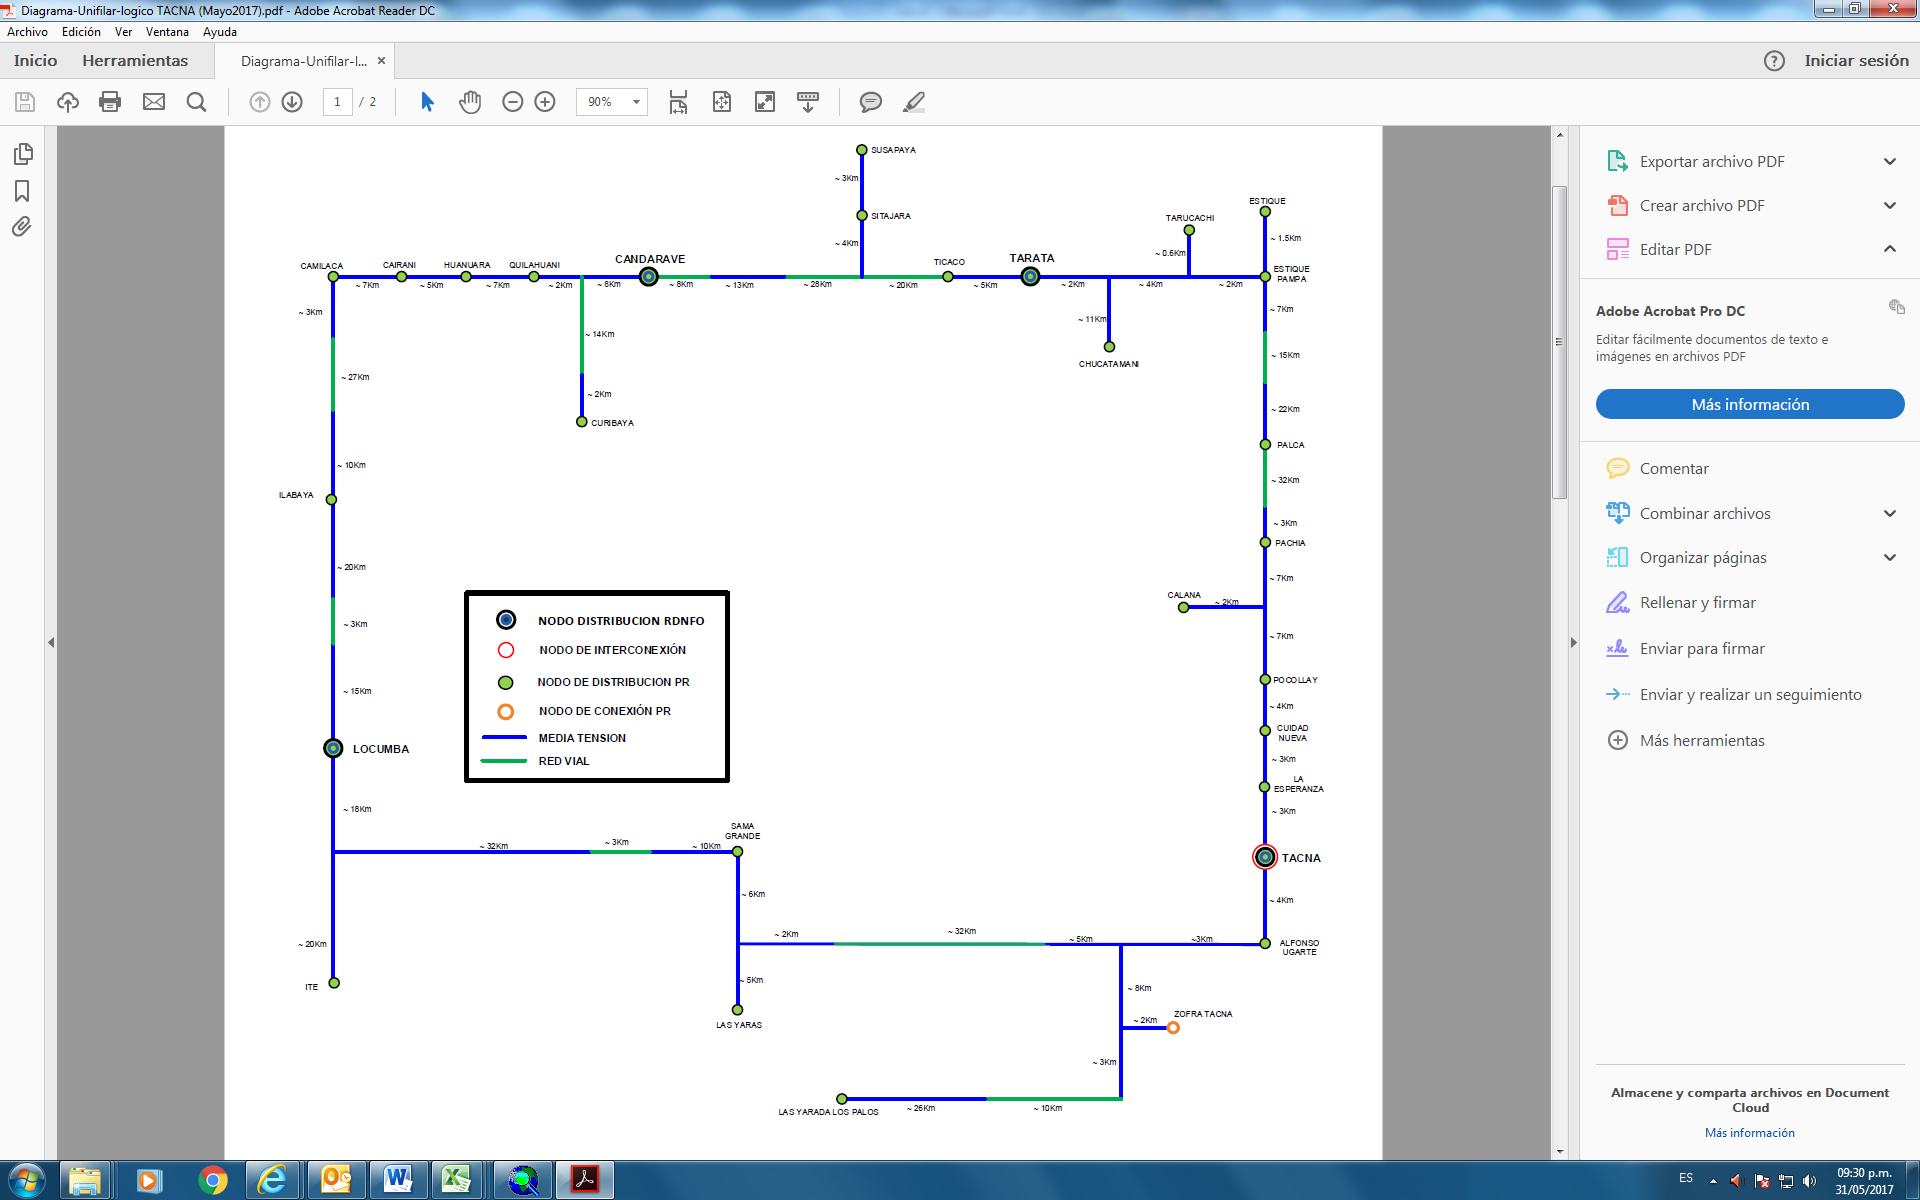 Diagrama-Unifilar-logico TACNA (Mayo2017).pdf - Adobe Acrobat Reader DC
Archivo Edición Ver Ventana Ayuda
Inicio Herramientas Diagrama-Unifilar-l... × Iniciar sesión
1 / 2 90%
SUSAPAYA
~ 3Km
SITAJARA
~ 4Km
ESTIQUE
TARUCACHI
~ 1.5Km
~ 0.6Km
CAMILACA CAIRANI HUANUARA QUILAHUANI CANDARAVE TICACO TARATA ESTIQUE
PAMPA
~ 7Km ~ 5Km ~ 7Km ~ 2Km ~ 8Km ~ 8Km ~ 13Km ~ 28Km ~ 20Km ~ 5Km ~ 2Km ~ 4Km ~ 2Km
~ 3Km
~ 7Km
~ 11Km
~ 14Km
~ 15Km
CHUCATAMANI
~ 27Km
~ 2Km
~ 22Km
CURIBAYA
PALCA
~ 10Km
~ 32Km
ILABAYA
~ 3Km
PACHIA
~ 20Km
~ 7Km
CALANA
~ 2Km
~ 3Km
~ 7Km
NODO DISTRIBUCION RDNFO
NODO DE INTERCONEXIÓN
NODO DE DISTRIBUCION PR
NODO DE CONEXIÓN PR
MEDIA TENSION
RED VIAL
~ 15Km
POCOLLAY
~ 4Km
CUIDAD
NUEVA
LOCUMBA
~ 3Km
LA
ESPERANZA
~ 18Km
~ 3Km
SAMA
GRANDE
~ 32Km ~ 3Km ~ 10Km
TACNA
~ 6Km
~ 4Km
~ 2Km ~ 32Km ~ 5Km ~3Km
ALFONSO
UGARTE
~ 20Km
ITE
~ 5Km
~ 8Km
LAS YARAS
ZOFRA TACNA
~ 2Km
~ 3Km
LAS YARADA LOS PALOS
~ 26Km ~ 10Km
Exportar archivo PDF
Crear archivo PDF
Editar PDF
Adobe Acrobat Pro DC
Editar fácilmente documentos de texto e
imágenes en archivos PDF
Más información
Comentar
Combinar archivos
Organizar páginas
Rellenar y firmar
Enviar para firmar
Enviar y realizar un seguimiento
Más herramientas
Almacene y comparta archivos en Document
Cloud
Más información
ES
09:30 p.m.
31/05/2017